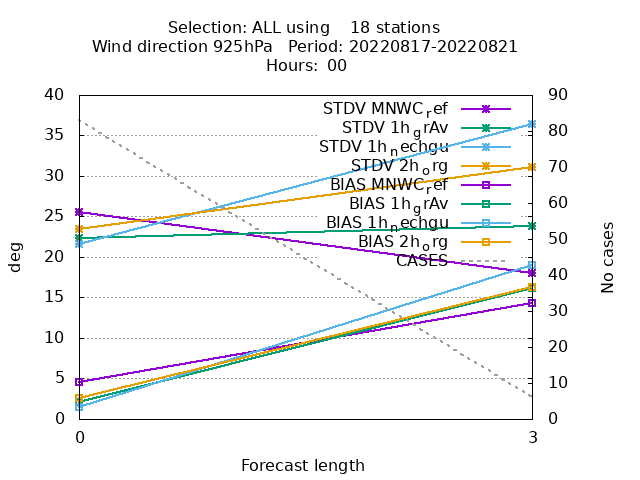 Selection: ALL using    18 stations
Wind direction 925hPa   Period: 20220817-20220821
Hours: 00
STDV MNWC_ref
STDV 1h_grAv
STDV 1h_nechgu
STDV 2h_org
BIAS MNWC_ref
BIAS 1h_grAv
BIAS 1h_nechgu
BIAS 2h_org
CASES
deg
40
35
30
25
20
15
10
5
0
No cases
90
80
70
60
50
40
30
20
10
0
0 3
Forecast length